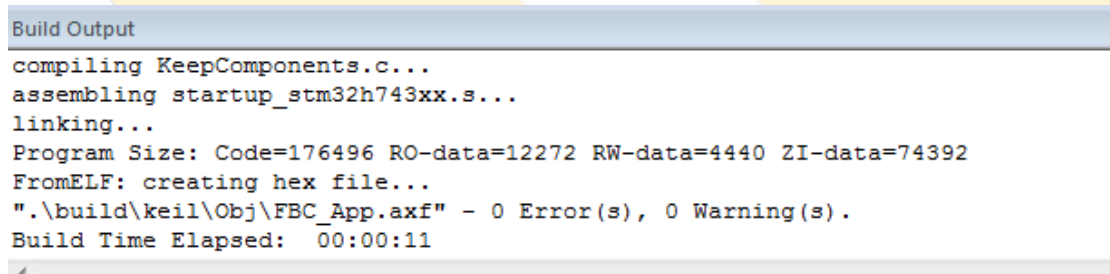 Build Output
compiling KeepComponents.c...
assembling startup_stm32h743xx.s...
linking...
Program Size: Code=176496 RO-data=12272 RW-data=4440 ZI-data=74392
FromELF: creating hex file...
".\build\keil\Obj\FBC_App.axf" - 0 Error(s), 0 Warning(s).
Build Time Elapsed:  00:00:11